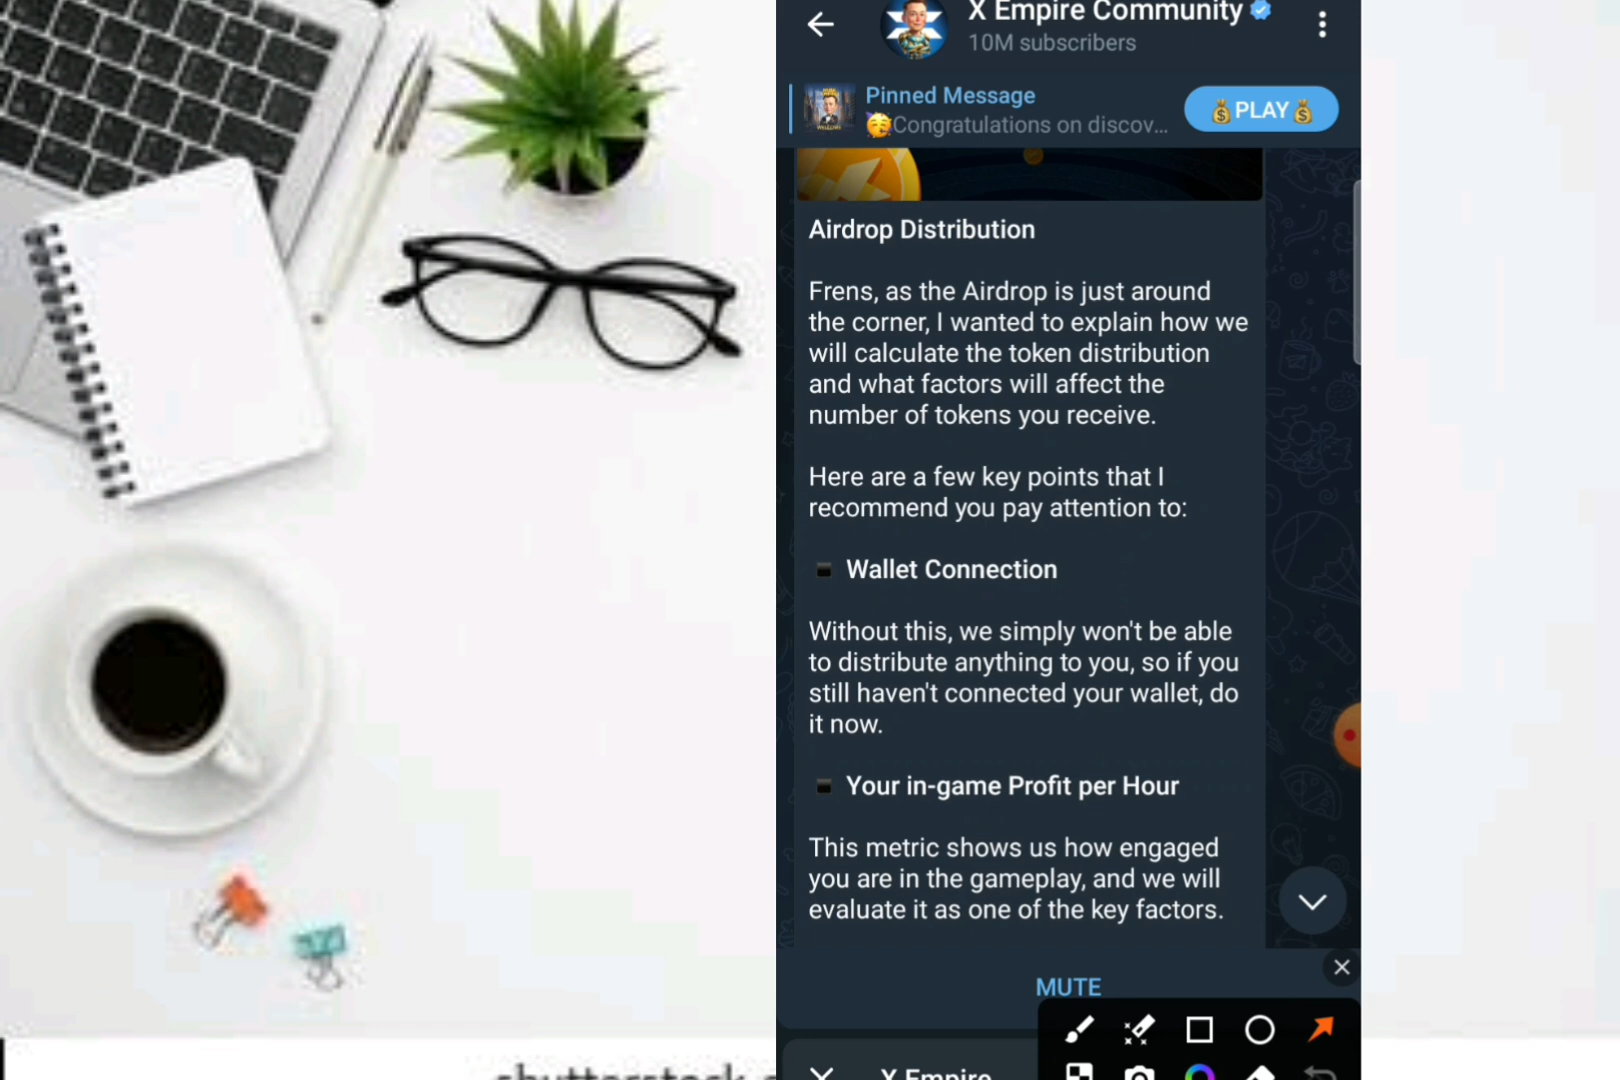 X Empire Community
10M subscribers
Pinned Message
🥳Congratulations on discov...
💰PLAY💰
Airdrop Distribution
Frens, as the Airdrop is just around
the corner, I wanted to explain how we
will calculate the token distribution
and what factors will affect the
number of tokens you receive.
Here are a few key points that I
recommend you pay attention to:
▪️ Wallet Connection
Without this, we simply won't be able
to distribute anything to you, so if you
still haven't connected your wallet, do
it now.
▪️ Your in-game Profit per Hour
This metric shows us how engaged
you are in the gameplay, and we will
evaluate it as one of the key factors.
MUTE
X Empire